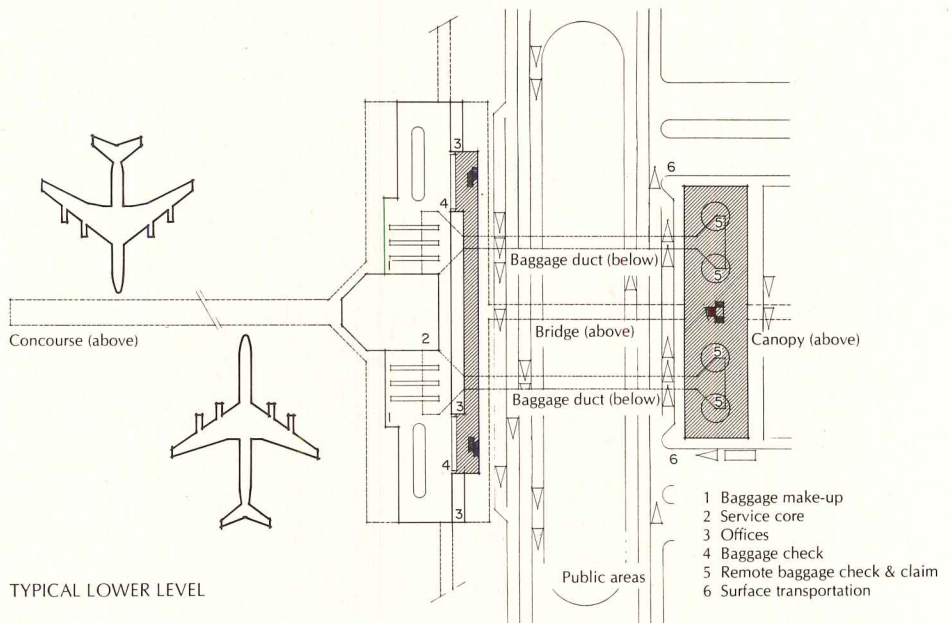 6
3
4
5
Baggage duct (below)
1
5
Concourse (above)
2
Bridge (above)
Canopy (above)
5
Baggage duct (below)
1
3
5
4
6
3
1 Baggage make-up
2 Service core
3 Offices
4 Baggage check
5 Remote baggage check & claim
6 Surface transportation
Public areas
TYPICAL LOWER LEVEL